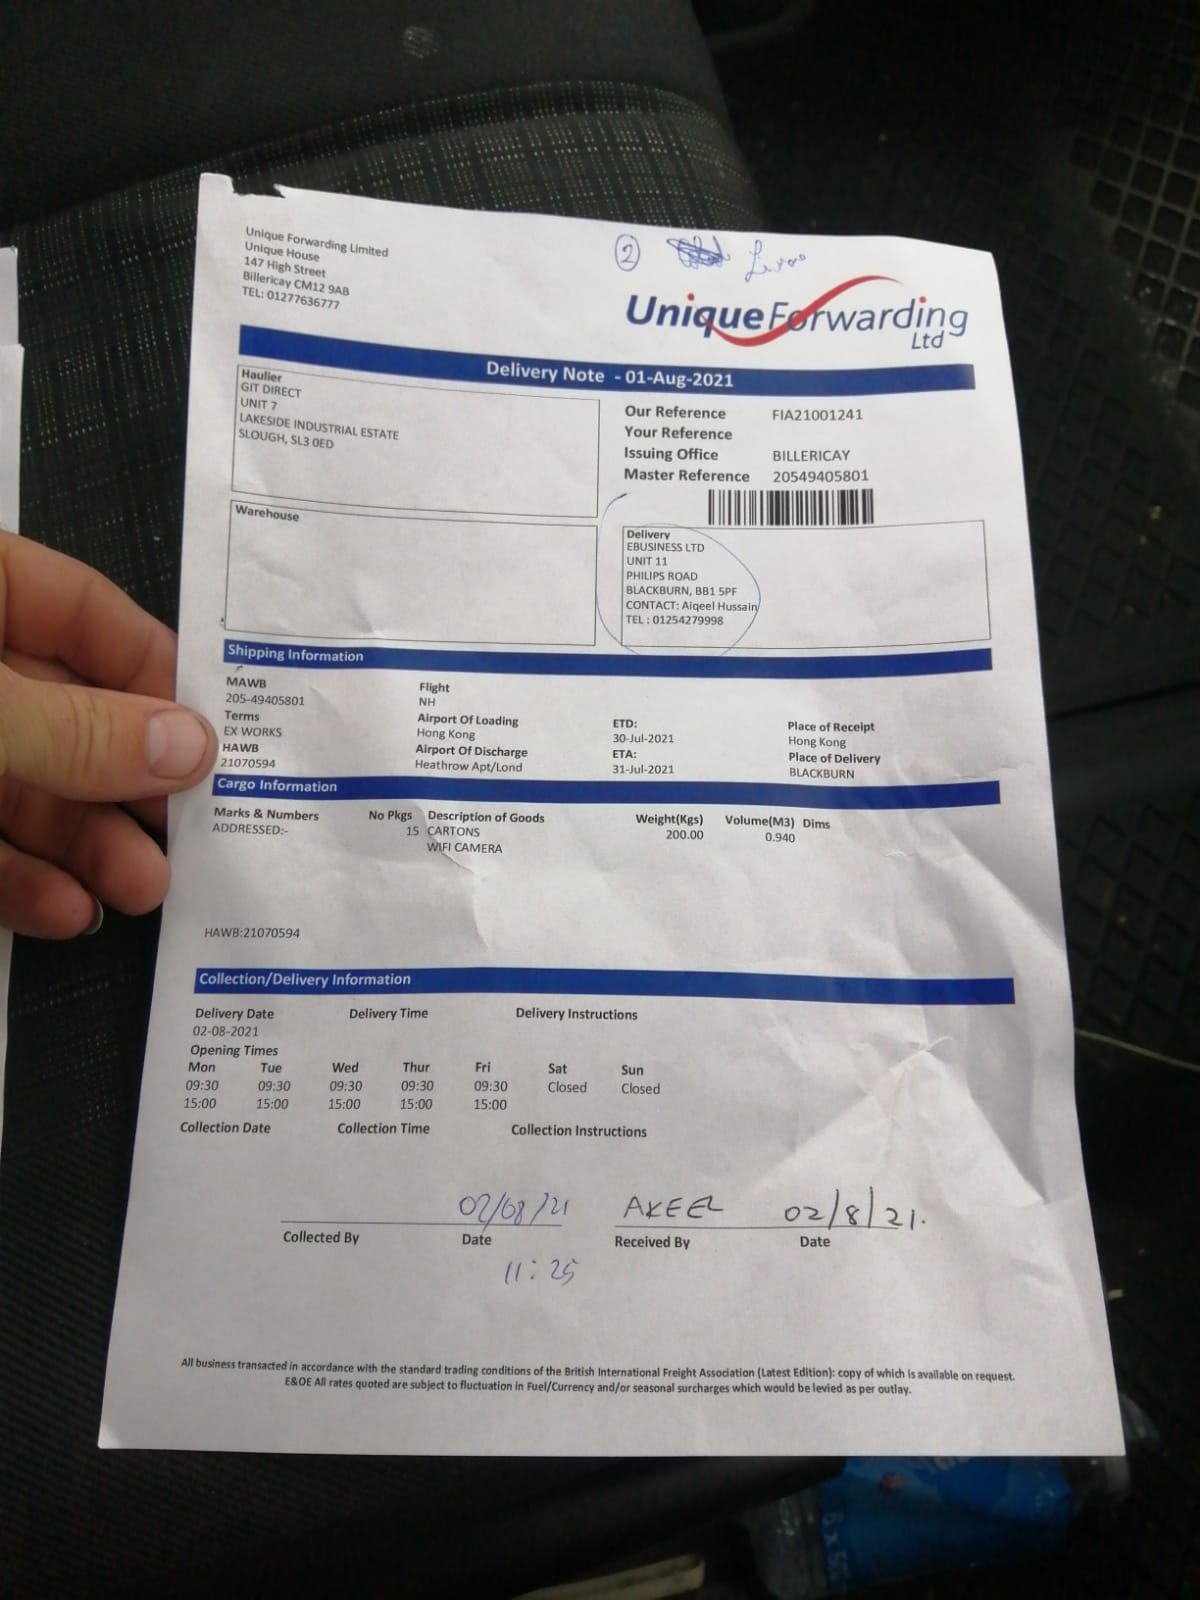 Unique Forwarding Limited
Unique House
147 High Street
Billericay CM12 9AB
TEL: 01277636777
2
Unique Forwarding
Ltd
Delivery Note - 01-Aug-2021
Haulier
GIT DIRECT
UNIT 7
LAKESIDE INDUSTRIAL ESTATE
SLOUGH, SL3 0ED
Our Reference FIA21001241
Your Reference
Issuing Office BILLERICAY
Master Reference 20549405801
Warehouse
Delivery
EBUSINESS LTD
UNIT 11
PHILIPS ROAD
BLACKBURN, BB1 5PF
CONTACT: Aiqeel Hussain
TEL : 01254279998
Shipping Information
MAWB Flight
205-49405801 NH
Terms Airport Of Loading ETD: Place of Receipt
EX WORKS Hong Kong 30-Jul-2021 Hong Kong
HAWB Airport Of Discharge ETA: Place of Delivery
21070594 Heathrow Apt/Lond 31-Jul-2021 BLACKBURN
Cargo Information
Marks & Numbers No Pkgs Description of Goods Weight(Kgs) Volume(M3) Dims
ADDRESSED:- 15 CARTONS 200.00 0.940
WIFI CAMERA
HAWB:21070594
Collection/Delivery Information
Delivery Date Delivery Time Delivery Instructions
02-08-2021
Opening Times
Mon Tue Wed Thur Fri Sat Sun
09:30 09:30 09:30 09:30 09:30 Closed Closed
15:00 15:00 15:00 15:00 15:00
Collection Date Collection Time Collection Instructions
02/08/21 AKEEL 02/8/21.
Collected By Date Received By Date
11:25
All business transacted in accordance with the standard trading conditions of the British International Freight Association (Latest Edition): copy of which is available on request.
E&OE All rates quoted are subject to fluctuation in Fuel/Currency and/or seasonal surcharges which would be levied as per outlay.